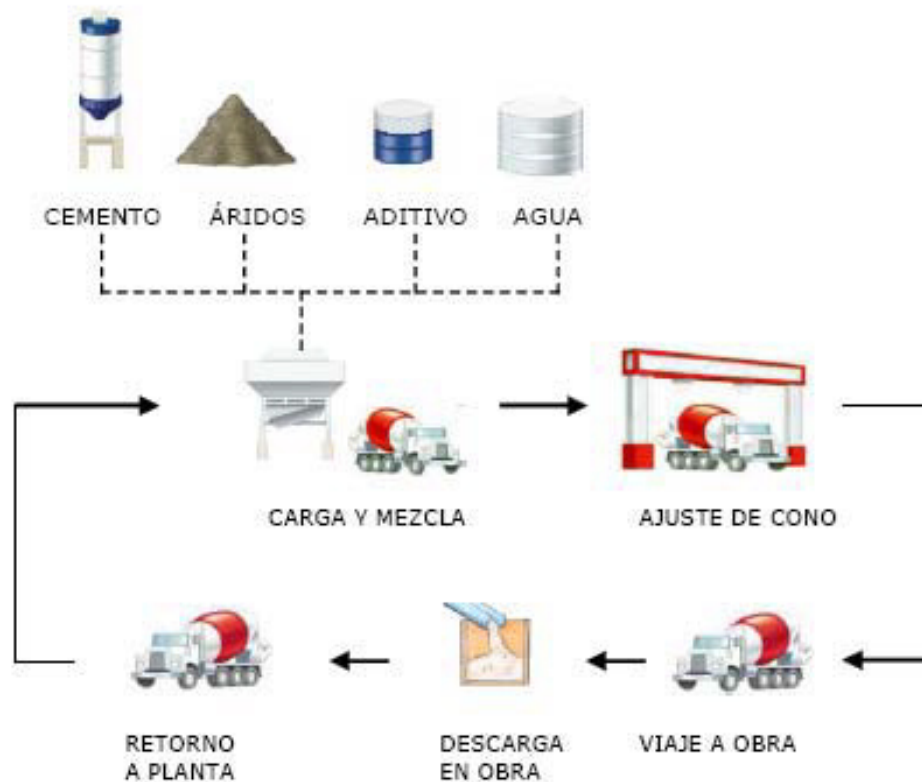 CEMENTO
ÁRIDOS
ADITIVO
AGUA
CARGA Y MEZCLA
AJUSTE DE CONO
RETORNO
A PLANTA
DESCARGA
EN OBRA
VIAJE A OBRA